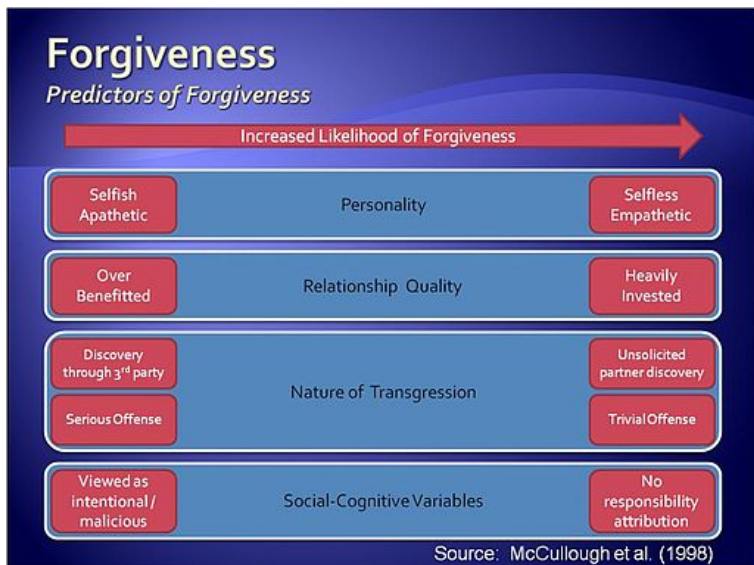 Forgiveness
Predictors of Forgiveness
Increased Likelihood of Forgiveness
Selfish
Apathetic
Personality
Selfless
Empathetic
Over
Benefitted
Relationship Quality
Heavily
Invested
Discovery
through 3rd party
Unsolicited
partner discovery
Nature of Transgression
Serious Offense
Trivial Offense
Viewed as
intentional /
malicious
Social-Cognitive Variables
No
responsibility
attribution
Source: McCullough et al. (1998)